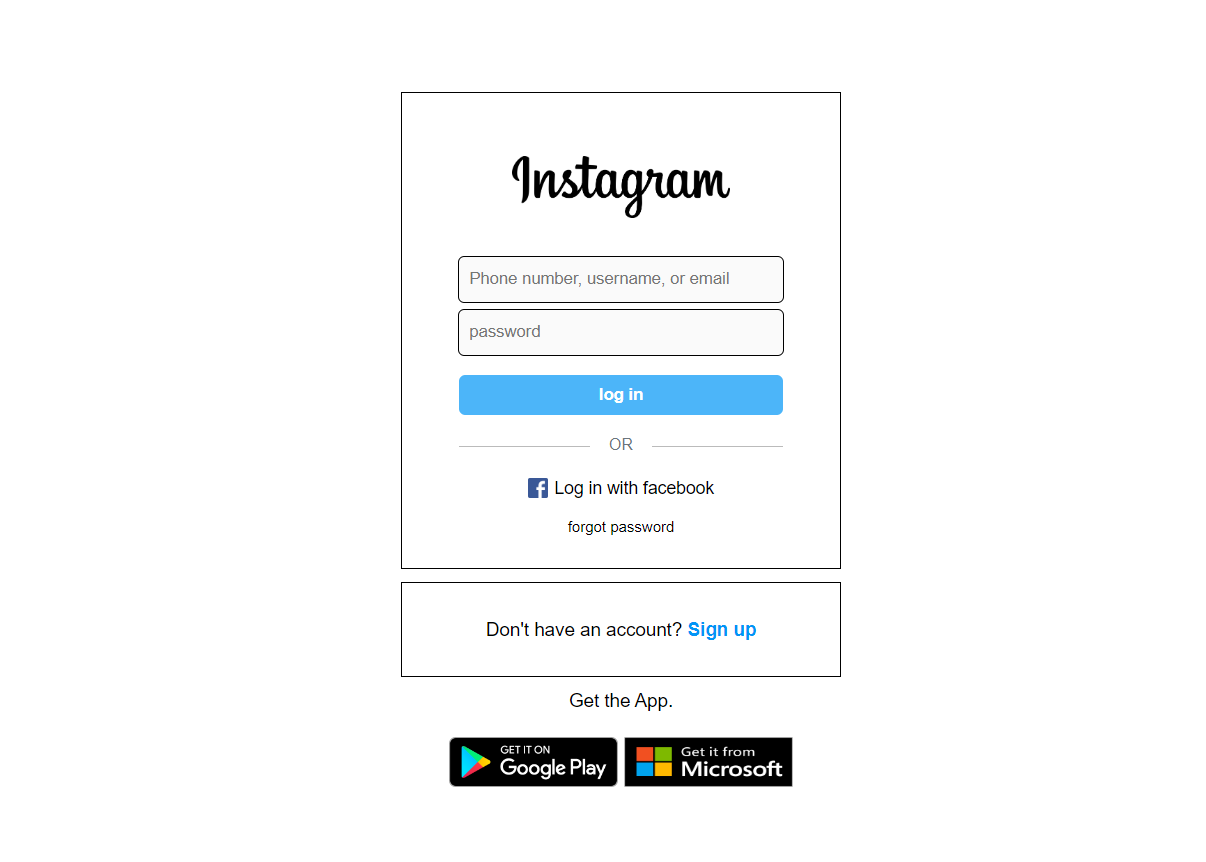 Instagram
Phone number, username, or email
password
log in
OR
Log in with facebook
forgot password
Don't have an account? Sign up
Get the App.
GET IT ON
Google Play
Get it from
Microsoft